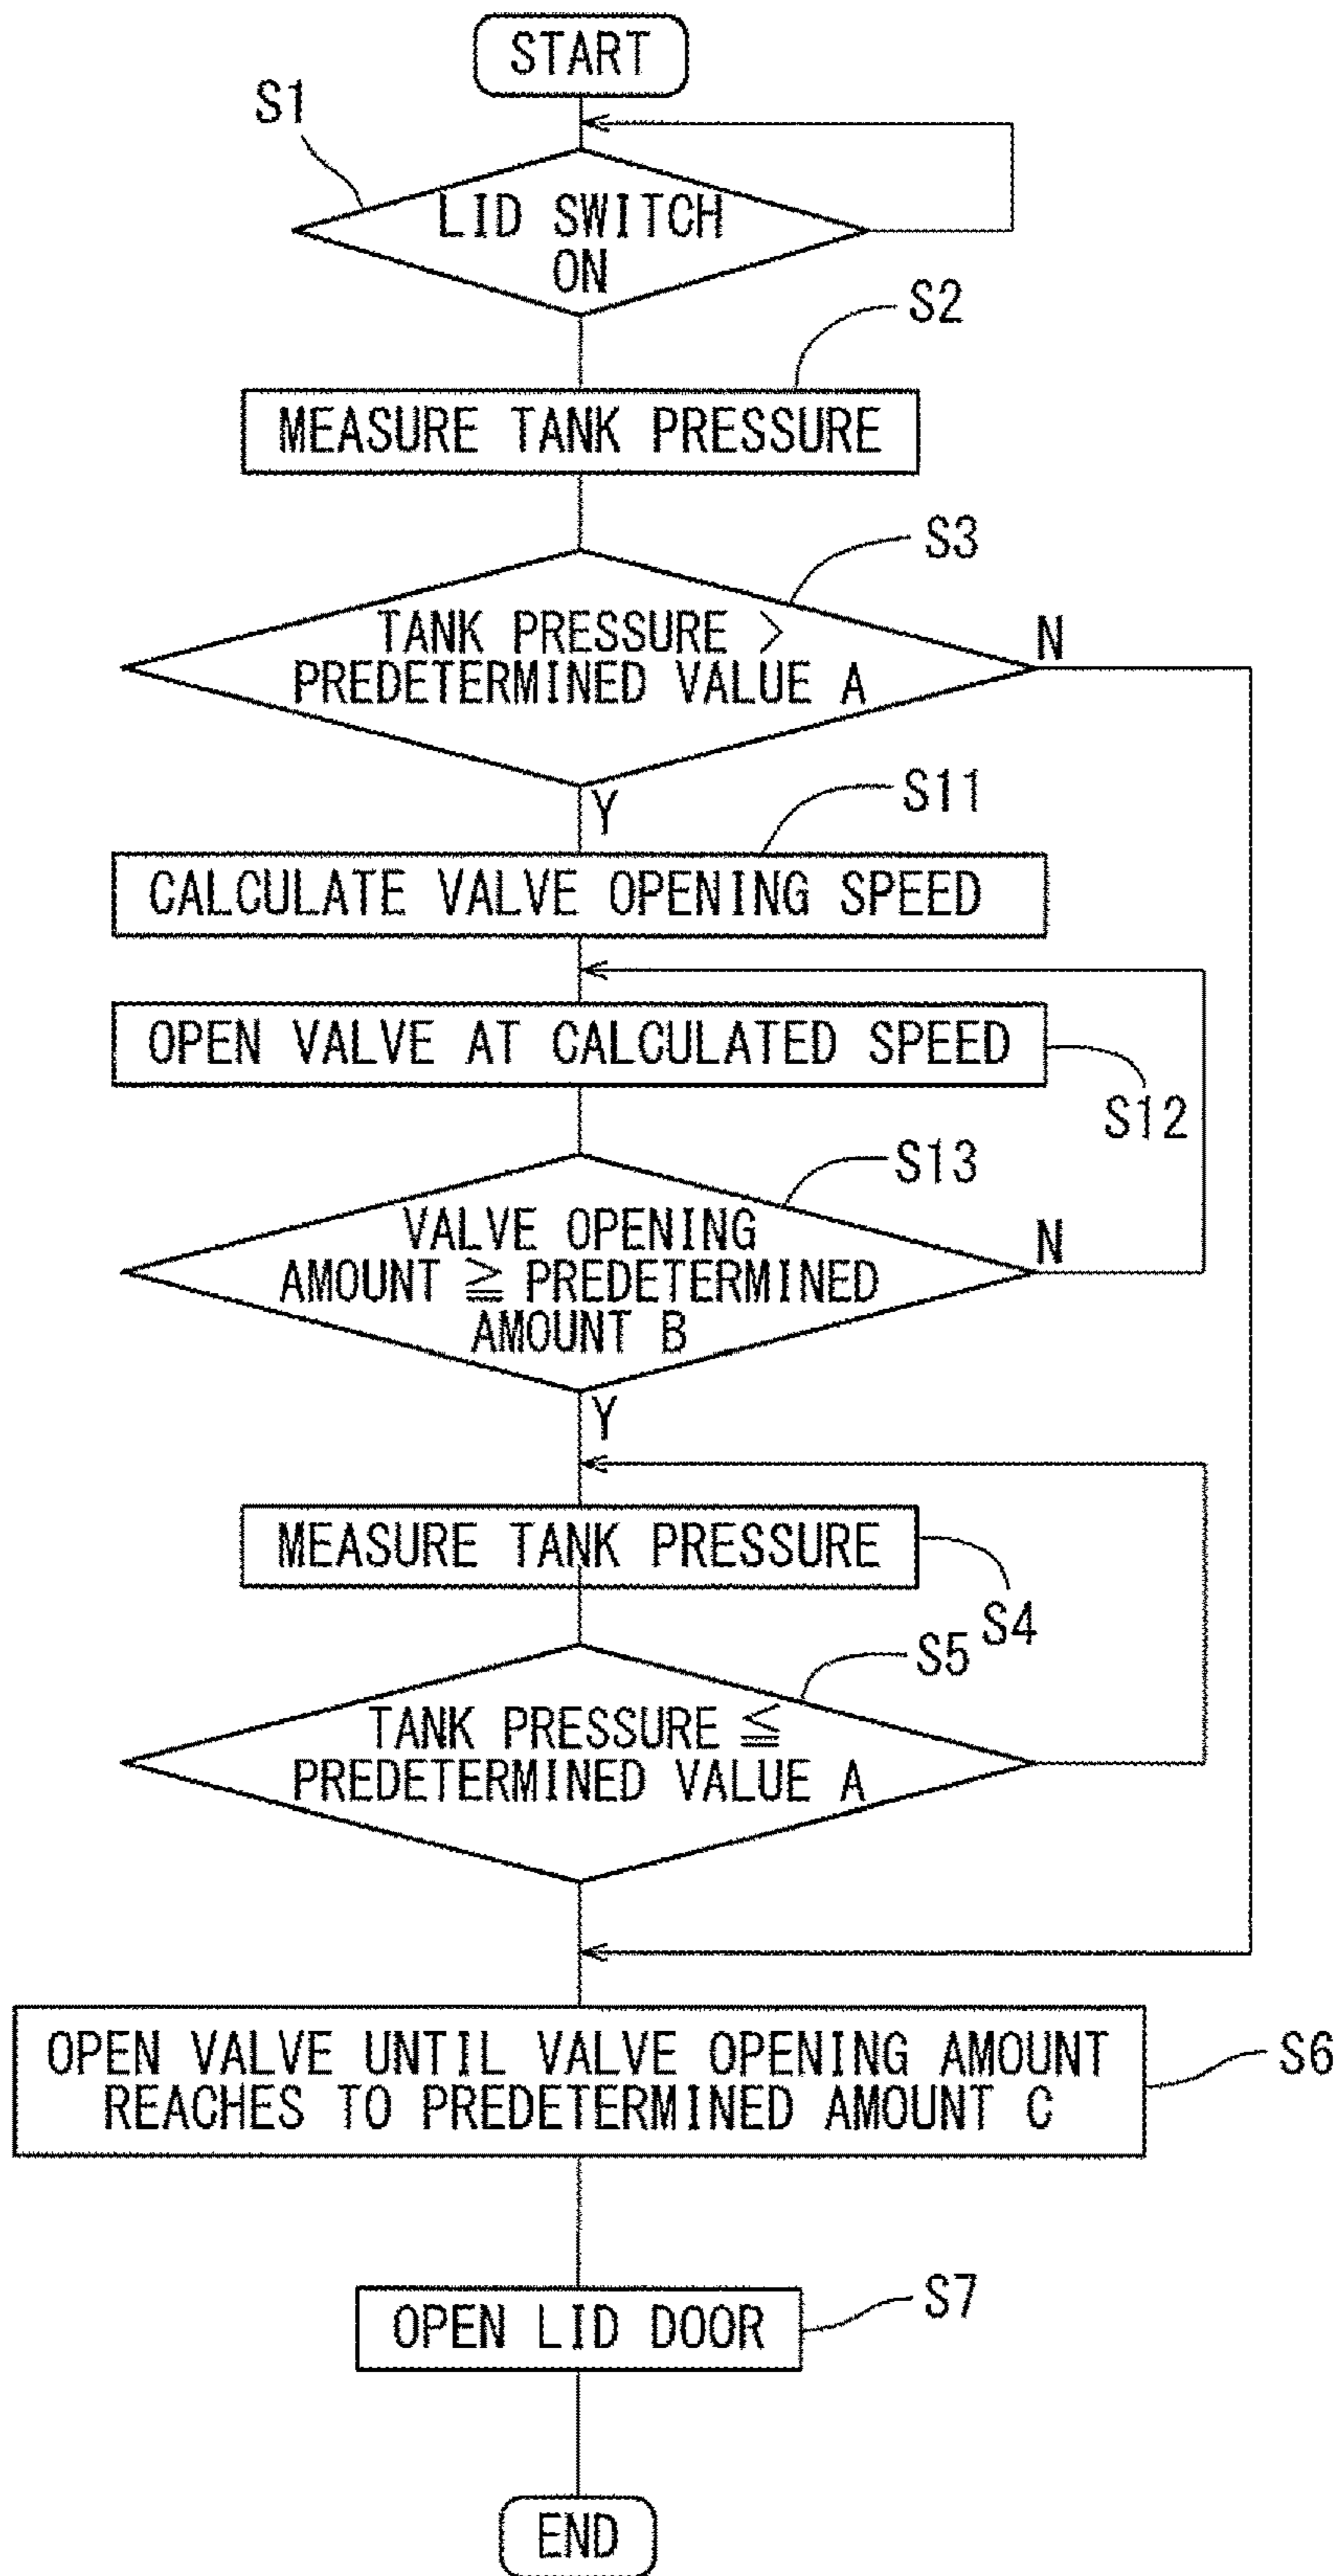 START
S1
LID SWITCH
ON
S2
MEASURE TANK PRESSURE
S3
TANK PRESSURE >
PREDETERMINED VALUE A
N
Y
S11
CALCULATE VALVE OPENING SPEED
OPEN VALVE AT CALCULATED SPEED
S12
S13
VALVE OPENING
AMOUNT ≧ PREDETERMINED
AMOUNT B
N
Y
MEASURE TANK PRESSURE
S4
S5
TANK PRESSURE ≦
PREDETERMINED VALUE A
OPEN VALVE UNTIL VALVE OPENING AMOUNT
REACHES TO PREDETERMINED AMOUNT C
S6
S7
OPEN LID DOOR
END